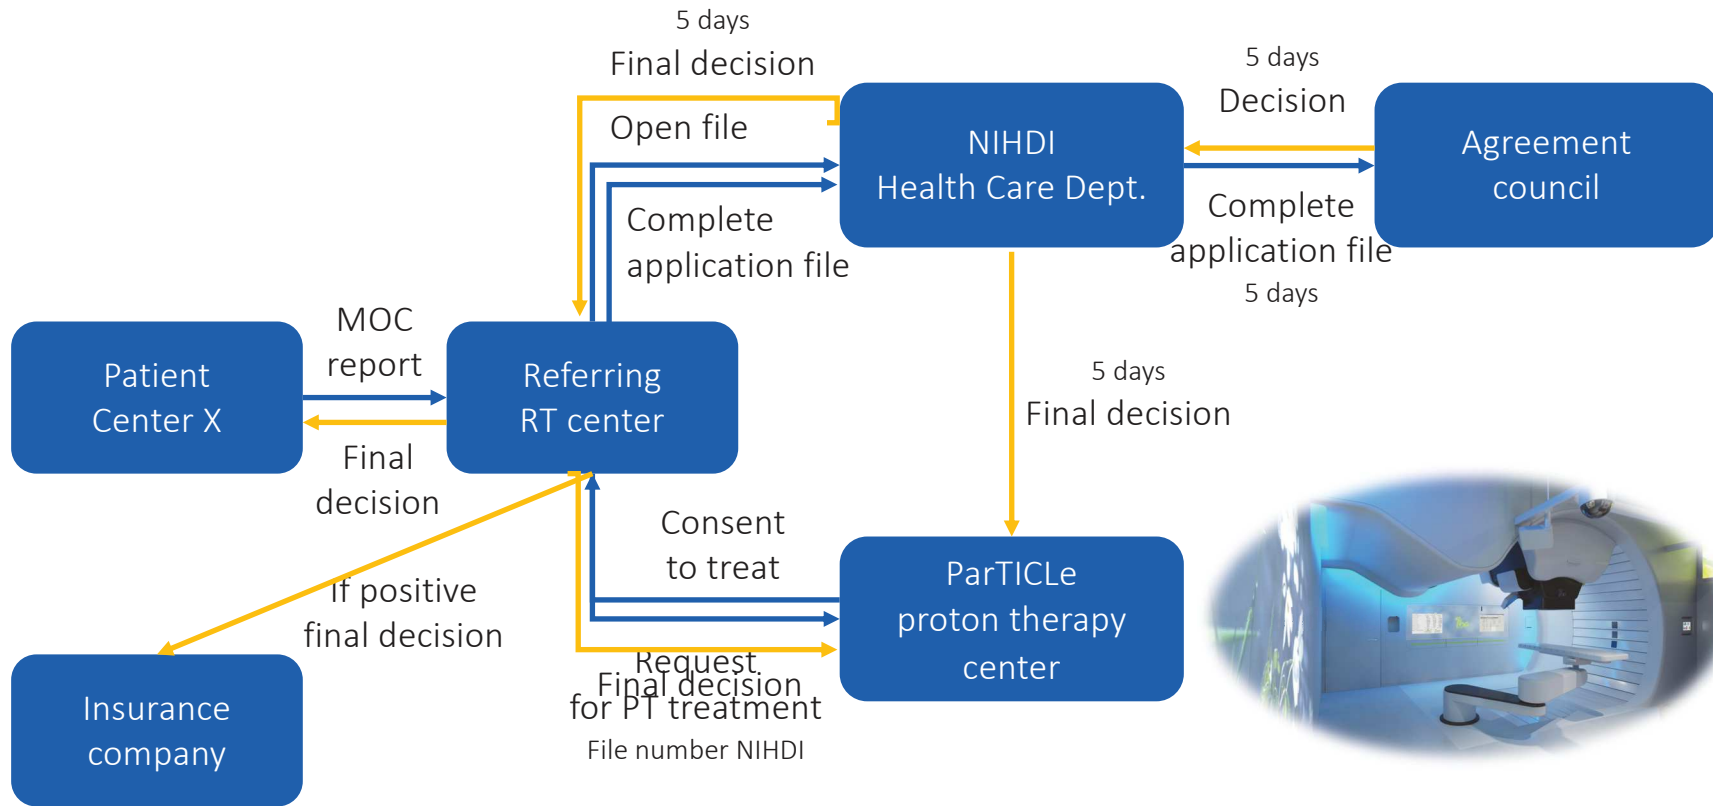 5 days
Final decision
Open file
Complete
application file
NIHDI
Health Care Dept.
5 days
Decision
Complete
application file
5 days
Agreement
council
Patient
Center X
MOC
report
Final
decision
Referring
RT center
5 days
Final decision
If positive
final decision
Insurance
company
Consent
to treat
Request
for PT treatment
Final decision
File number NIHDI
ParTICLe
proton therapy
center